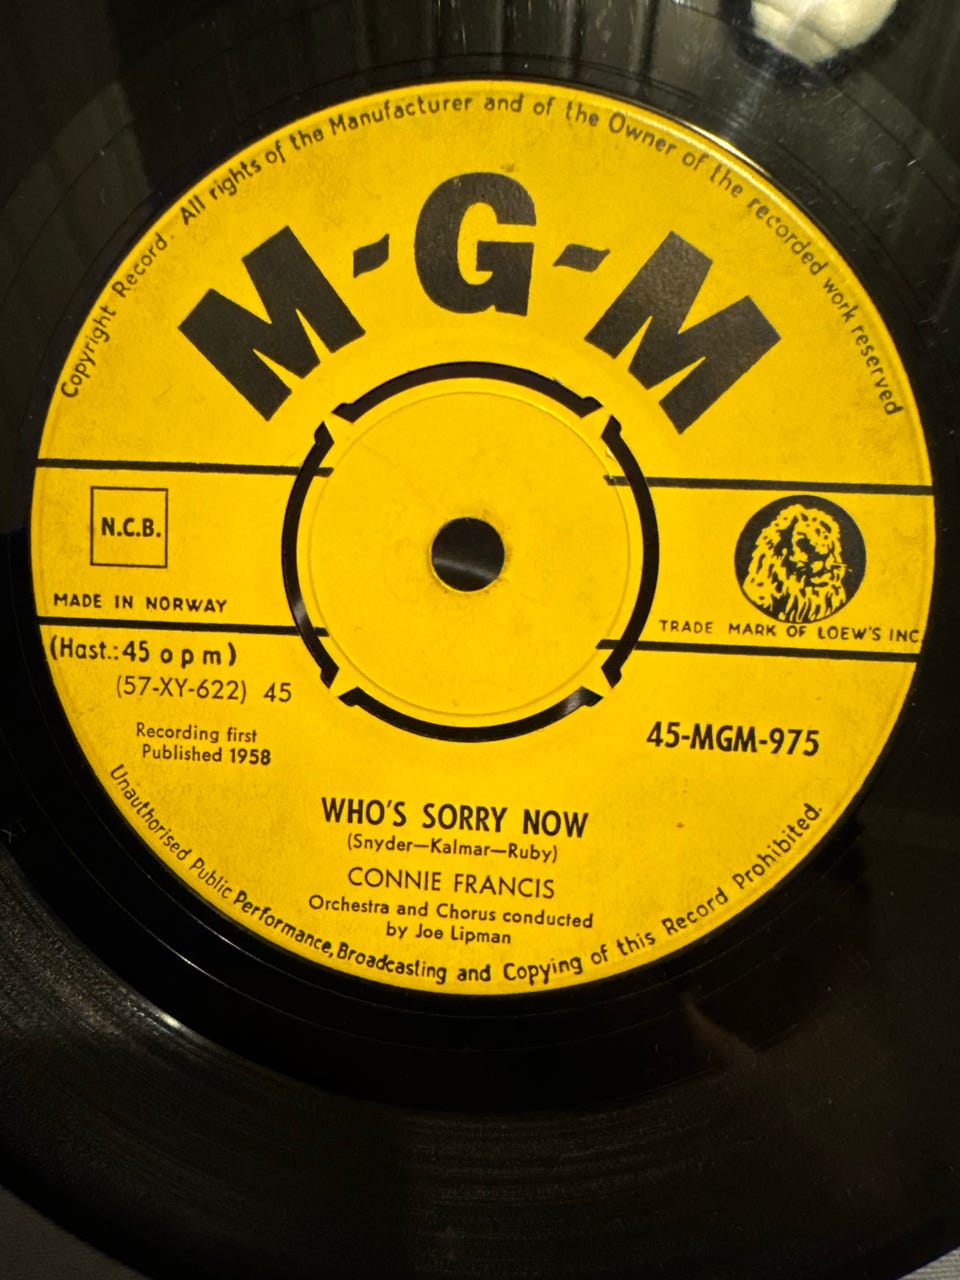 Copyright Record. All rights of the Manufacturer and of the Owner of the recorded work reserved
M-G-M
N.C.B.
MADE IN NORWAY
TRADE MARK OF LOEW'S INC.
(Hast.: 45 o p m)
(57-XY-622) 45
Recording first
Published 1958
45-MGM-975
WHO'S SORRY NOW
(Snyder—Kalmar—Ruby)
CONNIE FRANCIS
Orchestra and Chorus conducted
by Joe Lipman
Unauthorised Public Performance, Broadcasting and Copying of this Record Prohibited.